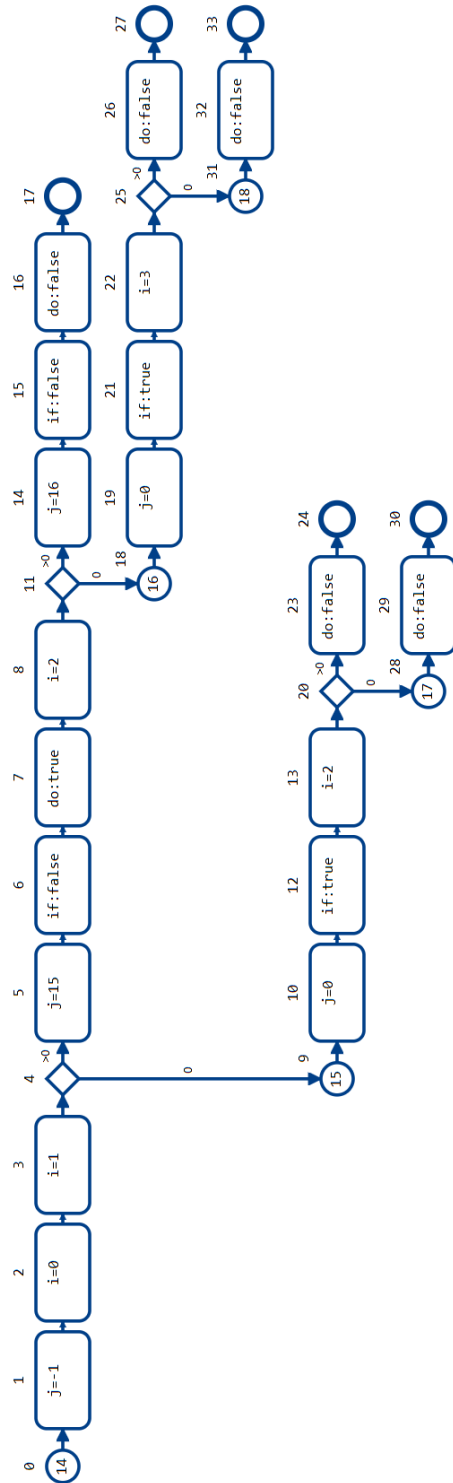 0 1 2 3 4 5 6 7 8 11 14 15 16 17
14 j=-1 i=0 i=1 >0 j=15 if:false do:true i=2 >0 j=16 if:false do:false
0 0
18 19 21 22 25 26 27
16 j=0 if:true i=3 >0 do:false
0
31 32 33
18 do:false
9 10 12 13 20 23 24
15 j=0 if:true i=2 >0 do:false
0
28 29 30
17 do:false